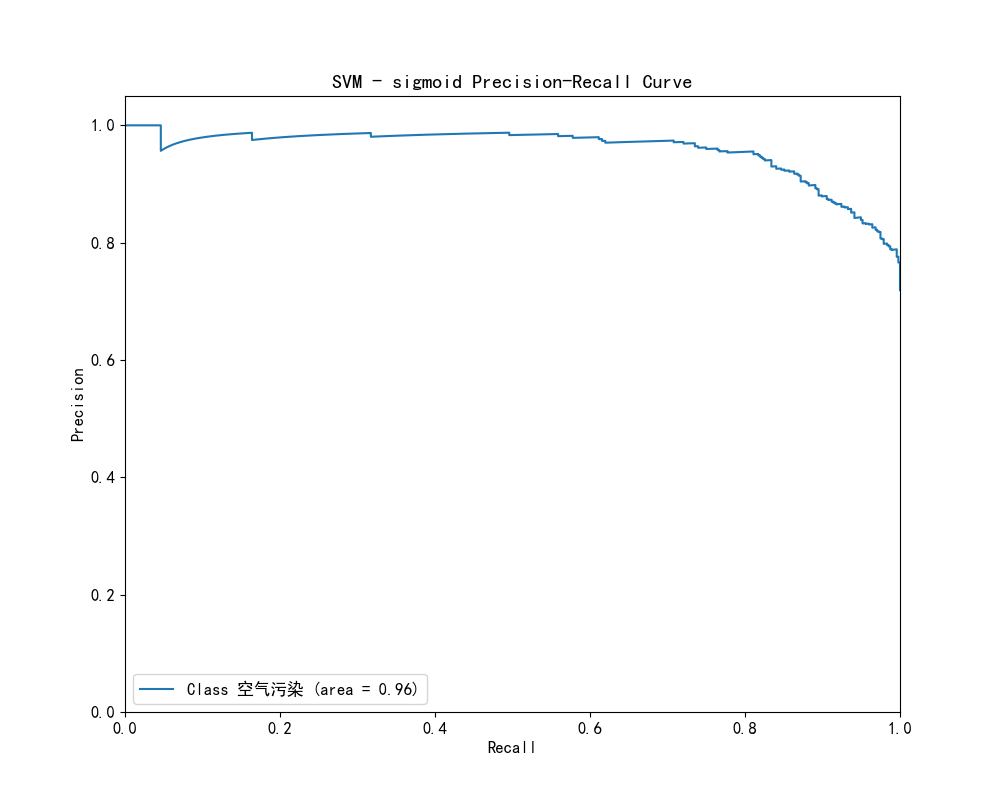 SVM - sigmoid Precision-Recall Curve
1.0
0.8
0.6
0.4
0.2
0.0
Precision
Class 空气污染 (area = 0.96)
0.0 0.2 0.4 0.6 0.8 1.0
Recall